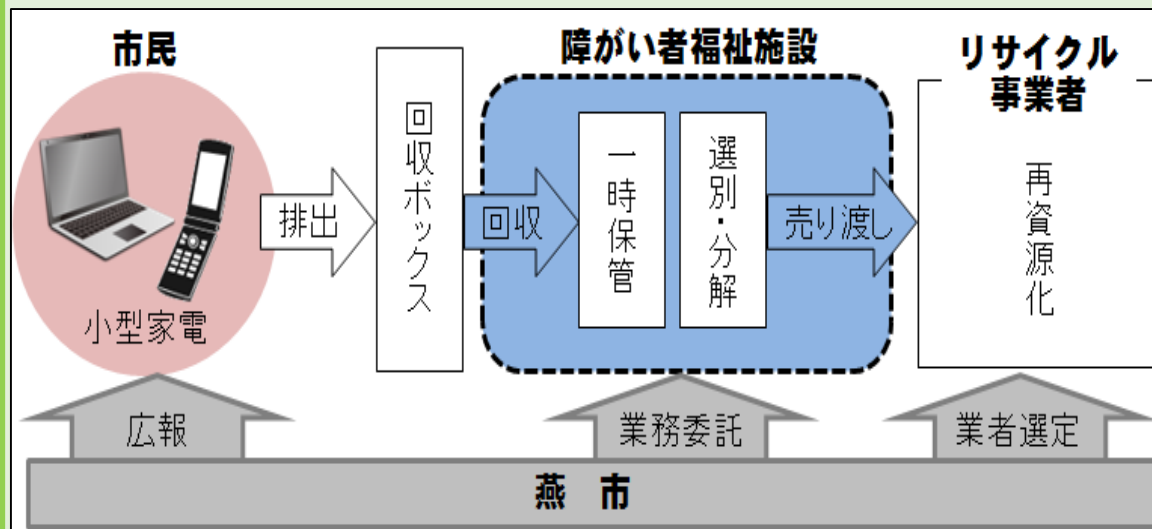 市民
障がい者福祉施設
リサイクル
事業者
小型家電
排出
回収ボックス
回収
一時保管
選別・分解
売り渡し
再資源化
広報
業務委託
業者選定
燕 市